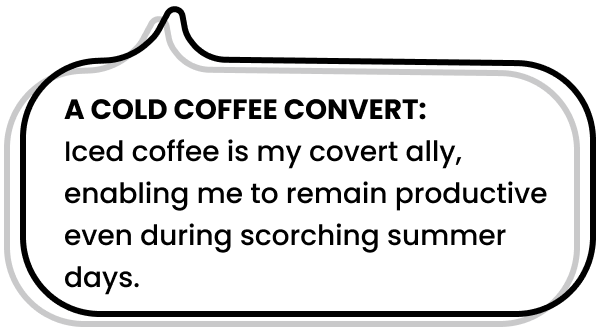 A COLD COFFEE CONVERT:
Iced coffee is my covert ally,
enabling me to remain productive
even during scorching summer
days.